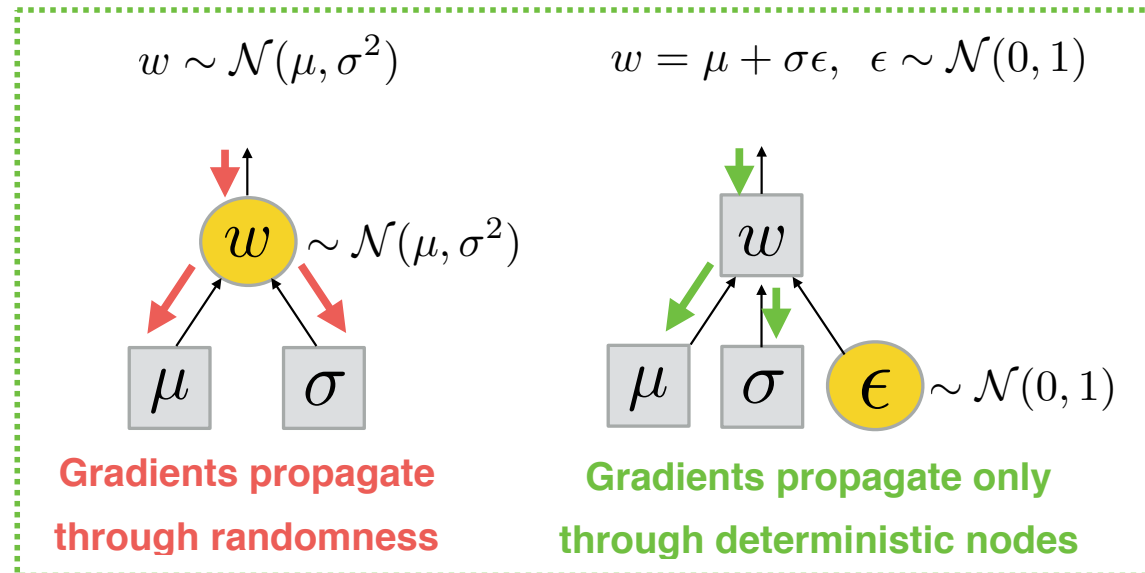 w ∼ 𝒩(μ, σ²)
w = μ + σϵ, ϵ ∼ 𝒩(0, 1)
w ∼ 𝒩(μ, σ²)
μ σ
Gradients propagate
through randomness
w
μ σ ϵ ∼ 𝒩(0, 1)
Gradients propagate only
through deterministic nodes